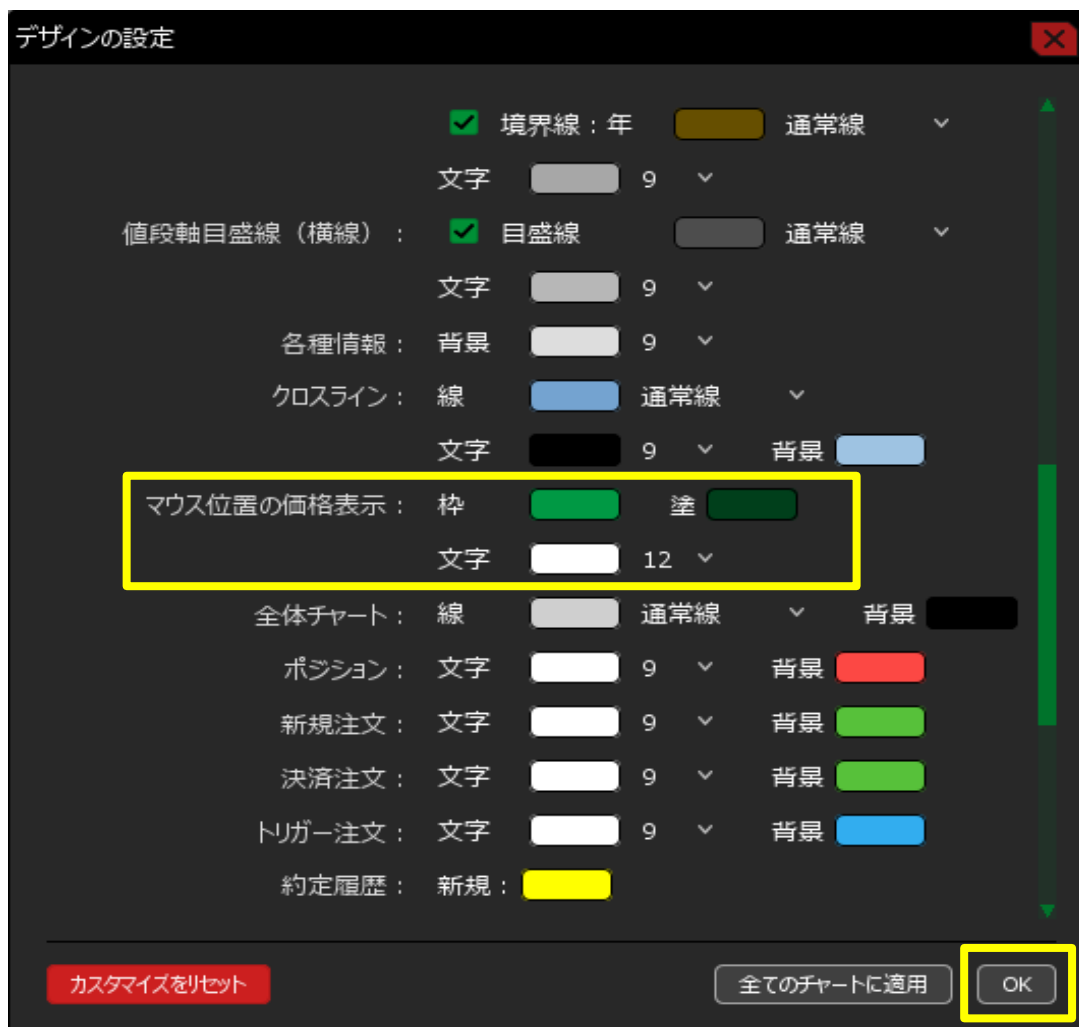 デザインの設定
境界線：年 通常線
文字 9
値段軸目盛線（横線）： 目盛線 通常線
文字 9
各種情報： 背景 9
クロスライン： 線 通常線
文字 9 背景
マウス位置の価格表示： 枠 塗
文字 12
全体チャート： 線 通常線 背景
ポジション： 文字 9 背景
新規注文： 文字 9 背景
決済注文： 文字 9 背景
トリガー注文： 文字 9 背景
約定履歴： 新規：
カスタマイズをリセット 全てのチャートに適用 OK